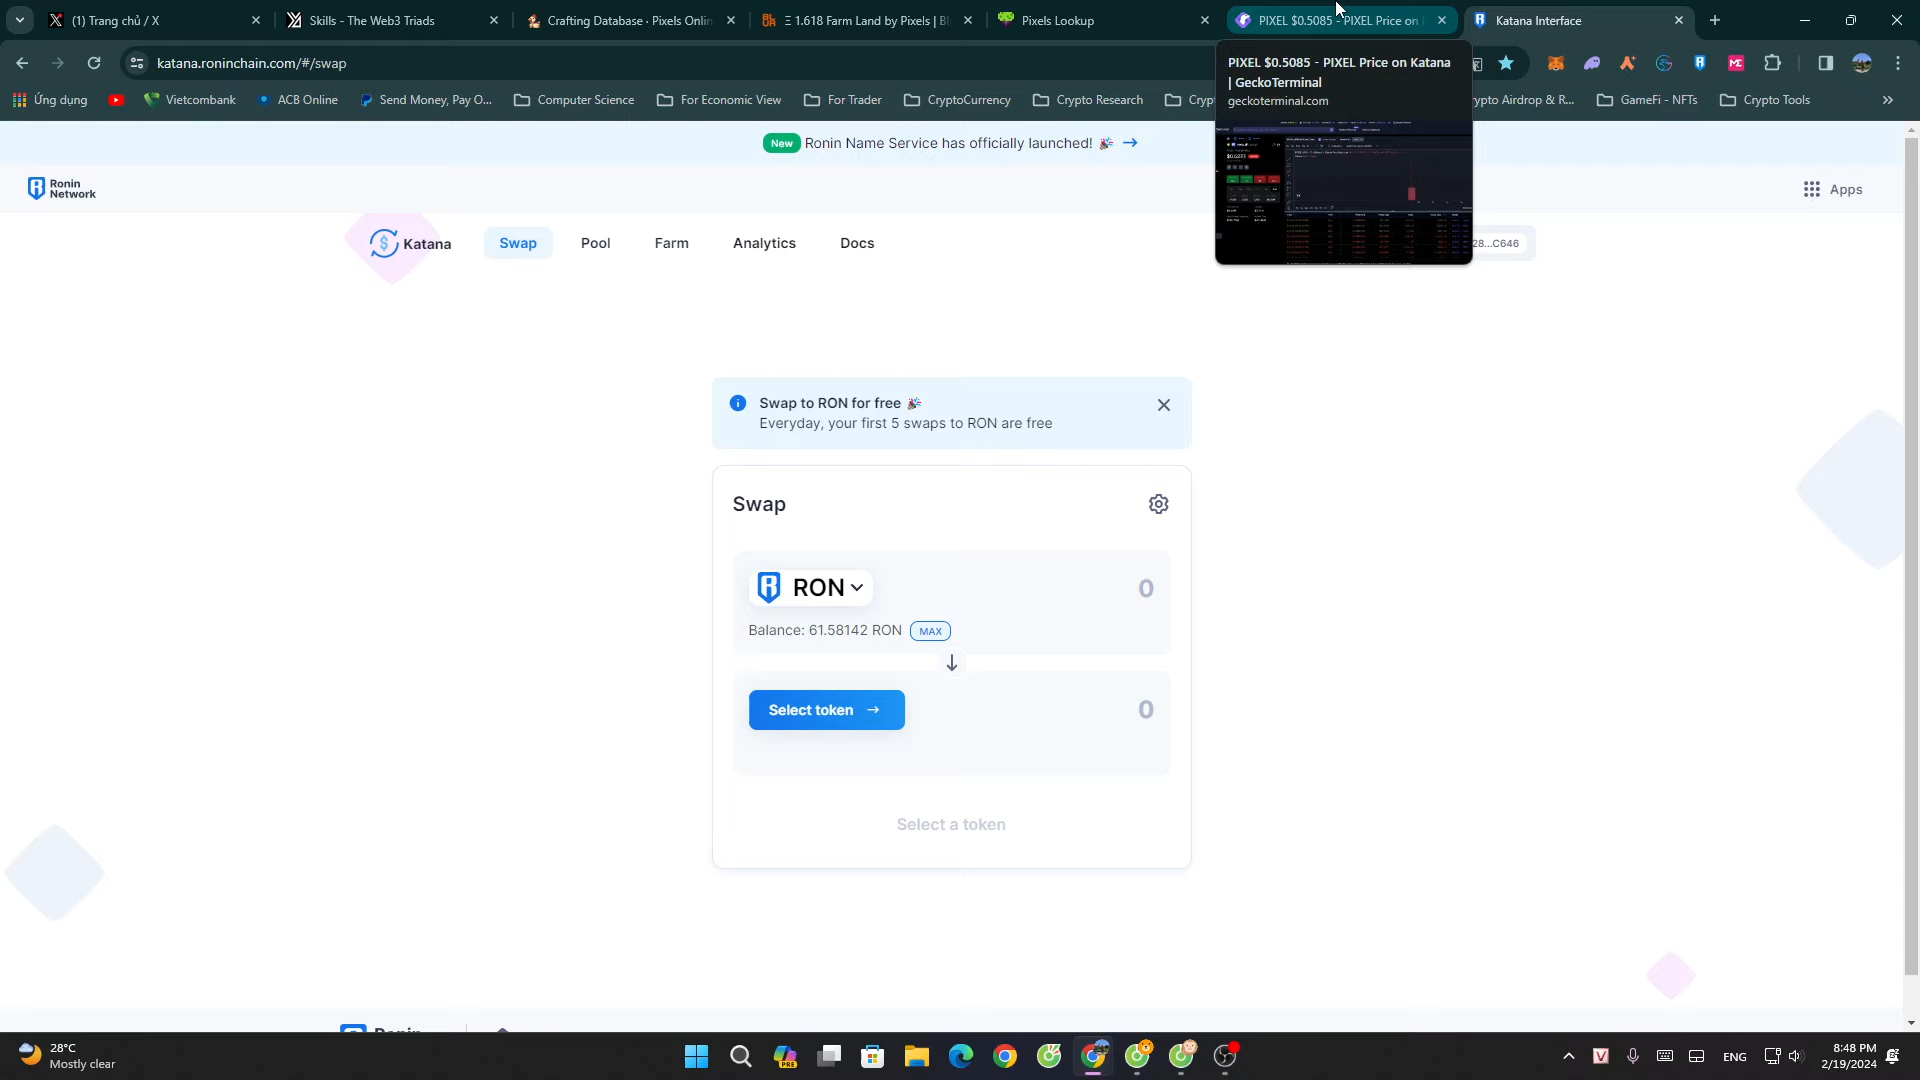 (1) Trang chủ / X
Skills - The Web3 Triads
Crafting Database · Pixels Onlin
Ξ 1.618 Farm Land by Pixels | Bl
Pixels Lookup
PIXEL $0.5085 - PIXEL Price on
Katana Interface
katana.roninchain.com/#/swap
PIXEL $0.5085 - PIXEL Price on Katana
| GeckoTerminal
geckoterminal.com
Ứng dụng
Vietcombank
ACB Online
Send Money, Pay O...
Computer Science
For Economic View
For Trader
CryptoCurrency
Crypto Research
Cryp
ypto Airdrop & R...
GameFi - NFTs
Crypto Tools
New Ronin Name Service has officially launched! 🎉 →
Ronin
Network
Apps
Katana
Swap
Pool
Farm
Analytics
Docs
28...C646
Swap to RON for free 🎉
Everyday, your first 5 swaps to RON are free
Swap
RON
0
Balance: 61.58142 RON MAX
Select token →
0
Select a token
28°C
Mostly clear
PRE
ENG
8:48 PM
2/19/2024